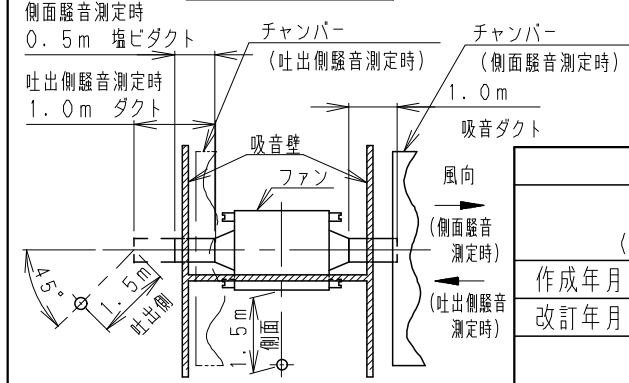 側面騒音測定時
0.5m 塩ビダクト
吐出側騒音測定時
1.0m ダクト
チャンバー
(吐出側騒音測定時)
チャンバー
(側面騒音測定時)
1.0m
吸音ダクト
吸音壁
ファン
風向
(側面騒音
測定時)
(吐出側騒音
測定時)
45°
1.5m
吐出側
1.5m
側面
(
作成年月
改訂年月